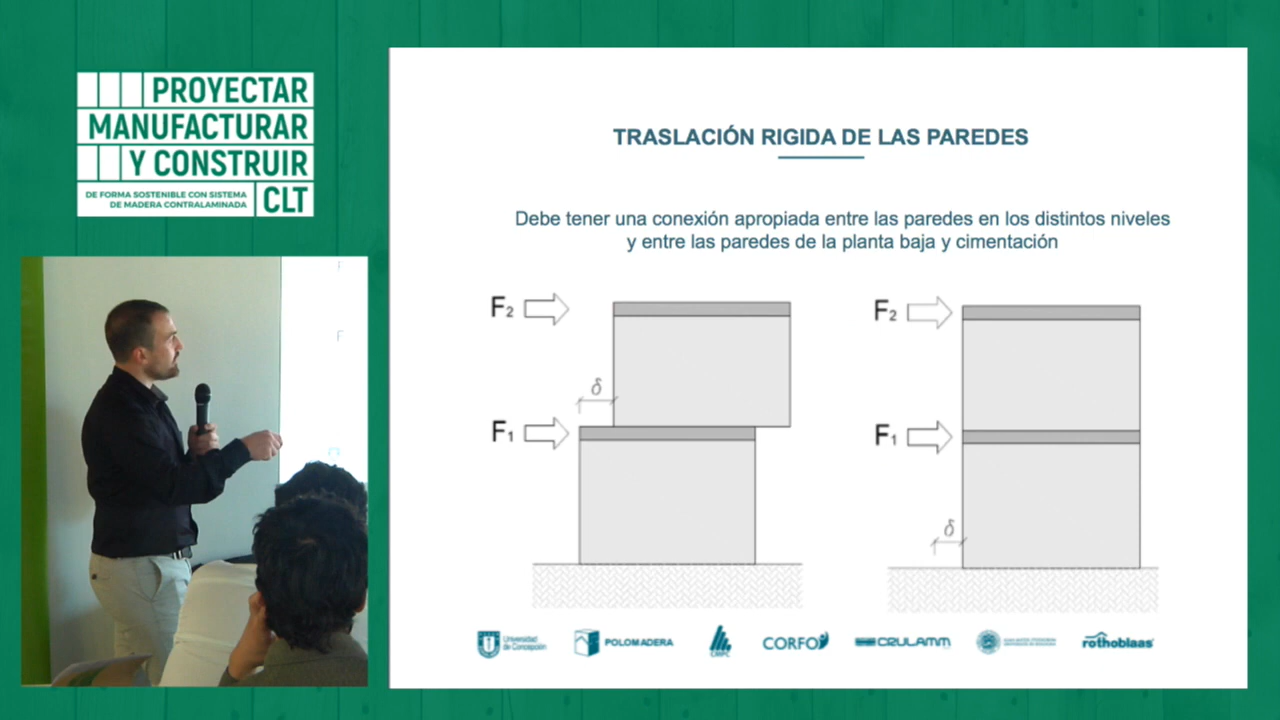 PROYECTAR
MANUFACTURAR
Y CONSTRUIR
DE FORMA SOSTENIBLE CON SISTEMA
DE MADERA CONTRALAMINADA
CLT
TRASLACIÓN RIGIDA DE LAS PAREDES
Debe tener una conexión apropiada entre las paredes en los distintos niveles
y entre las paredes de la planta baja y cimentación
F2
δ
F1
F2
F1
δ
Universidad
de Concepción
POLOMADERA
CMPC
CORFO
CRULAMM
rothoblaas